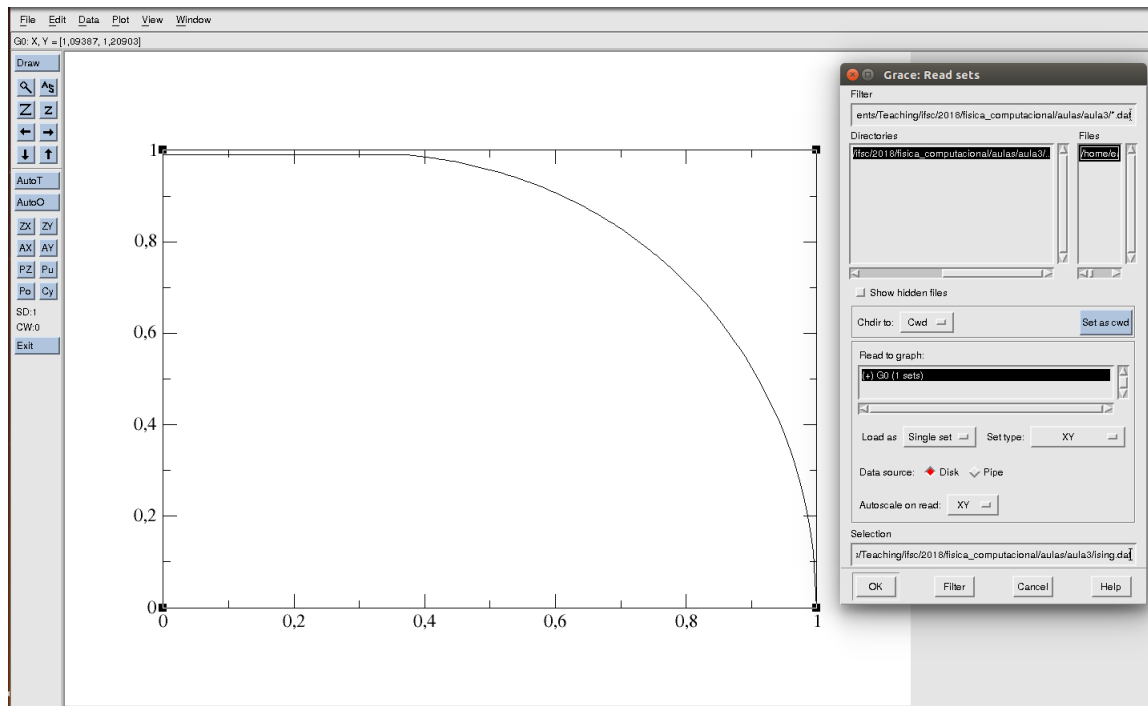 File Edit Data Plot View Window
G0: X, Y = [1,09387, 1,20903]
Draw
A S
Z z
AutoT
AutoO
ZX ZY
AX AY
PZ Pu
Po Cy
SD:1
CW:0
Exit
1
0,8
0,6
0,4
0,2
0
0 0,2 0,4 0,6 0,8 1
Grace: Read sets
Filter
ents/Teaching/ifsc/2018/fisica_computacional/aulas/aula3/*.dat
Directories Files
/ifsc/2018/fisica_computacional/aulas/aula3/.. /home/e
Show hidden files
Chdir to: Cwd Set as cwd
Read to graph:
(+) G0 (1 sets)
Load as Single set Set type: XY
Data source: Disk Pipe
Autoscale on read: XY
Selection
/Teaching/ifsc/2018/fisica_computacional/aulas/aula3/ising.dat
OK Filter Cancel Help